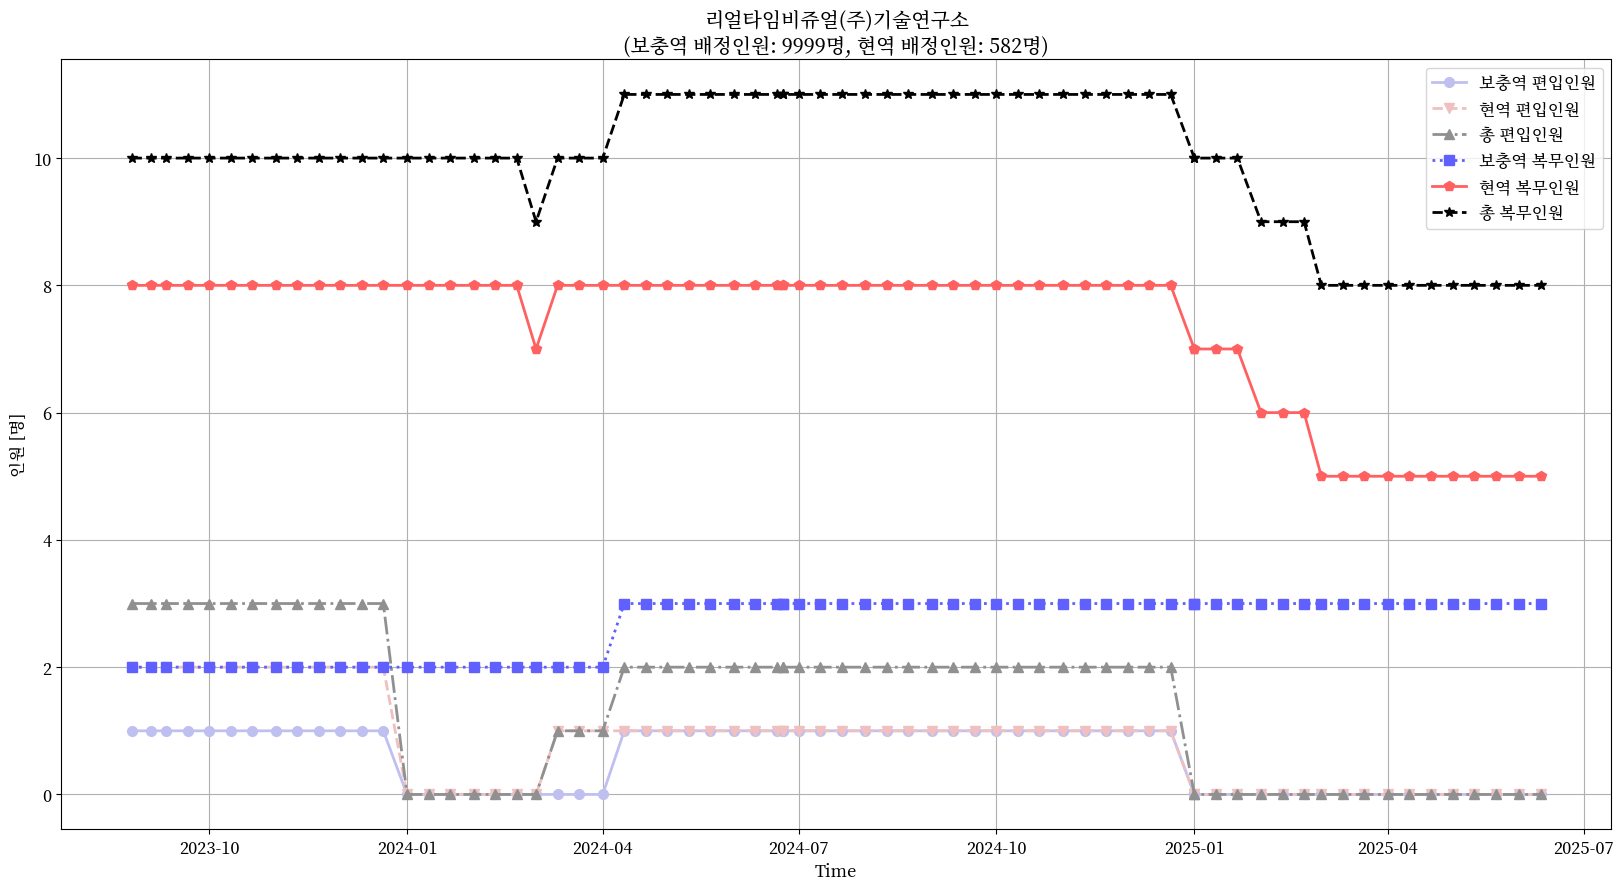 리얼타임비쥬얼(주)기술연구소
(보충역 배정인원: 9999명, 현역 배정인원: 582명)
보충역 편입인원
현역 편입인원
총 편입인원
보충역 복무인원
현역 복무인원
총 복무인원
인원 [명]
10
8
6
4
2
0
2023-10
2024-01
2024-04
2024-07
2024-10
2025-01
2025-04
2025-07
Time